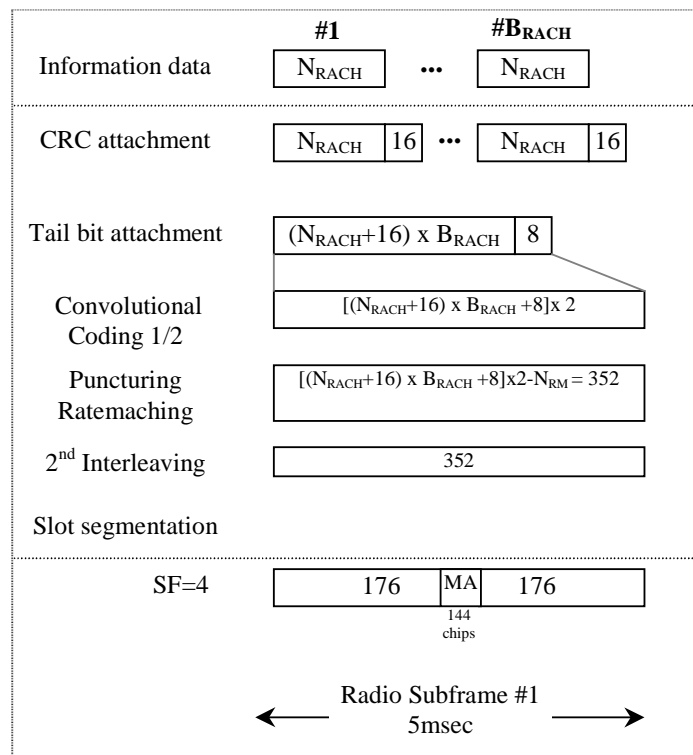 #1 #B_RACH
Information data N_RACH ... N_RACH
CRC attachment N_RACH 16 ... N_RACH 16
Tail bit attachment (N_RACH+16) x B_RACH 8
Convolutional
Coding 1/2
[(N_RACH+16) x B_RACH +8]x 2
Puncturing
Ratemaching
[(N_RACH+16) x B_RACH +8]x2-N_RM = 352
2nd Interleaving 352
Slot segmentation
SF=4 176 MA 176
144
chips
Radio Subframe #1
5msec